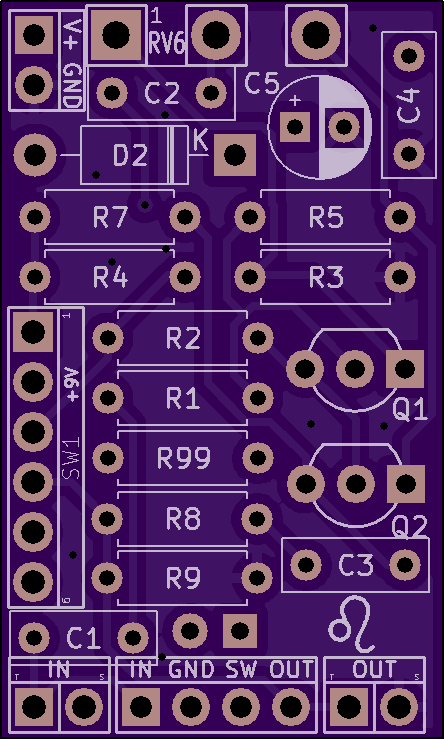 V+ GND
1
RV6
C2
C5
+
C4
D2
K
R7
R5
R4
R3
1
R2
+9V
R1
Q1
SW1
R99
R8
Q2
R9
C3
6
C1
IN
IN GND SW OUT
OUT
T S
T S